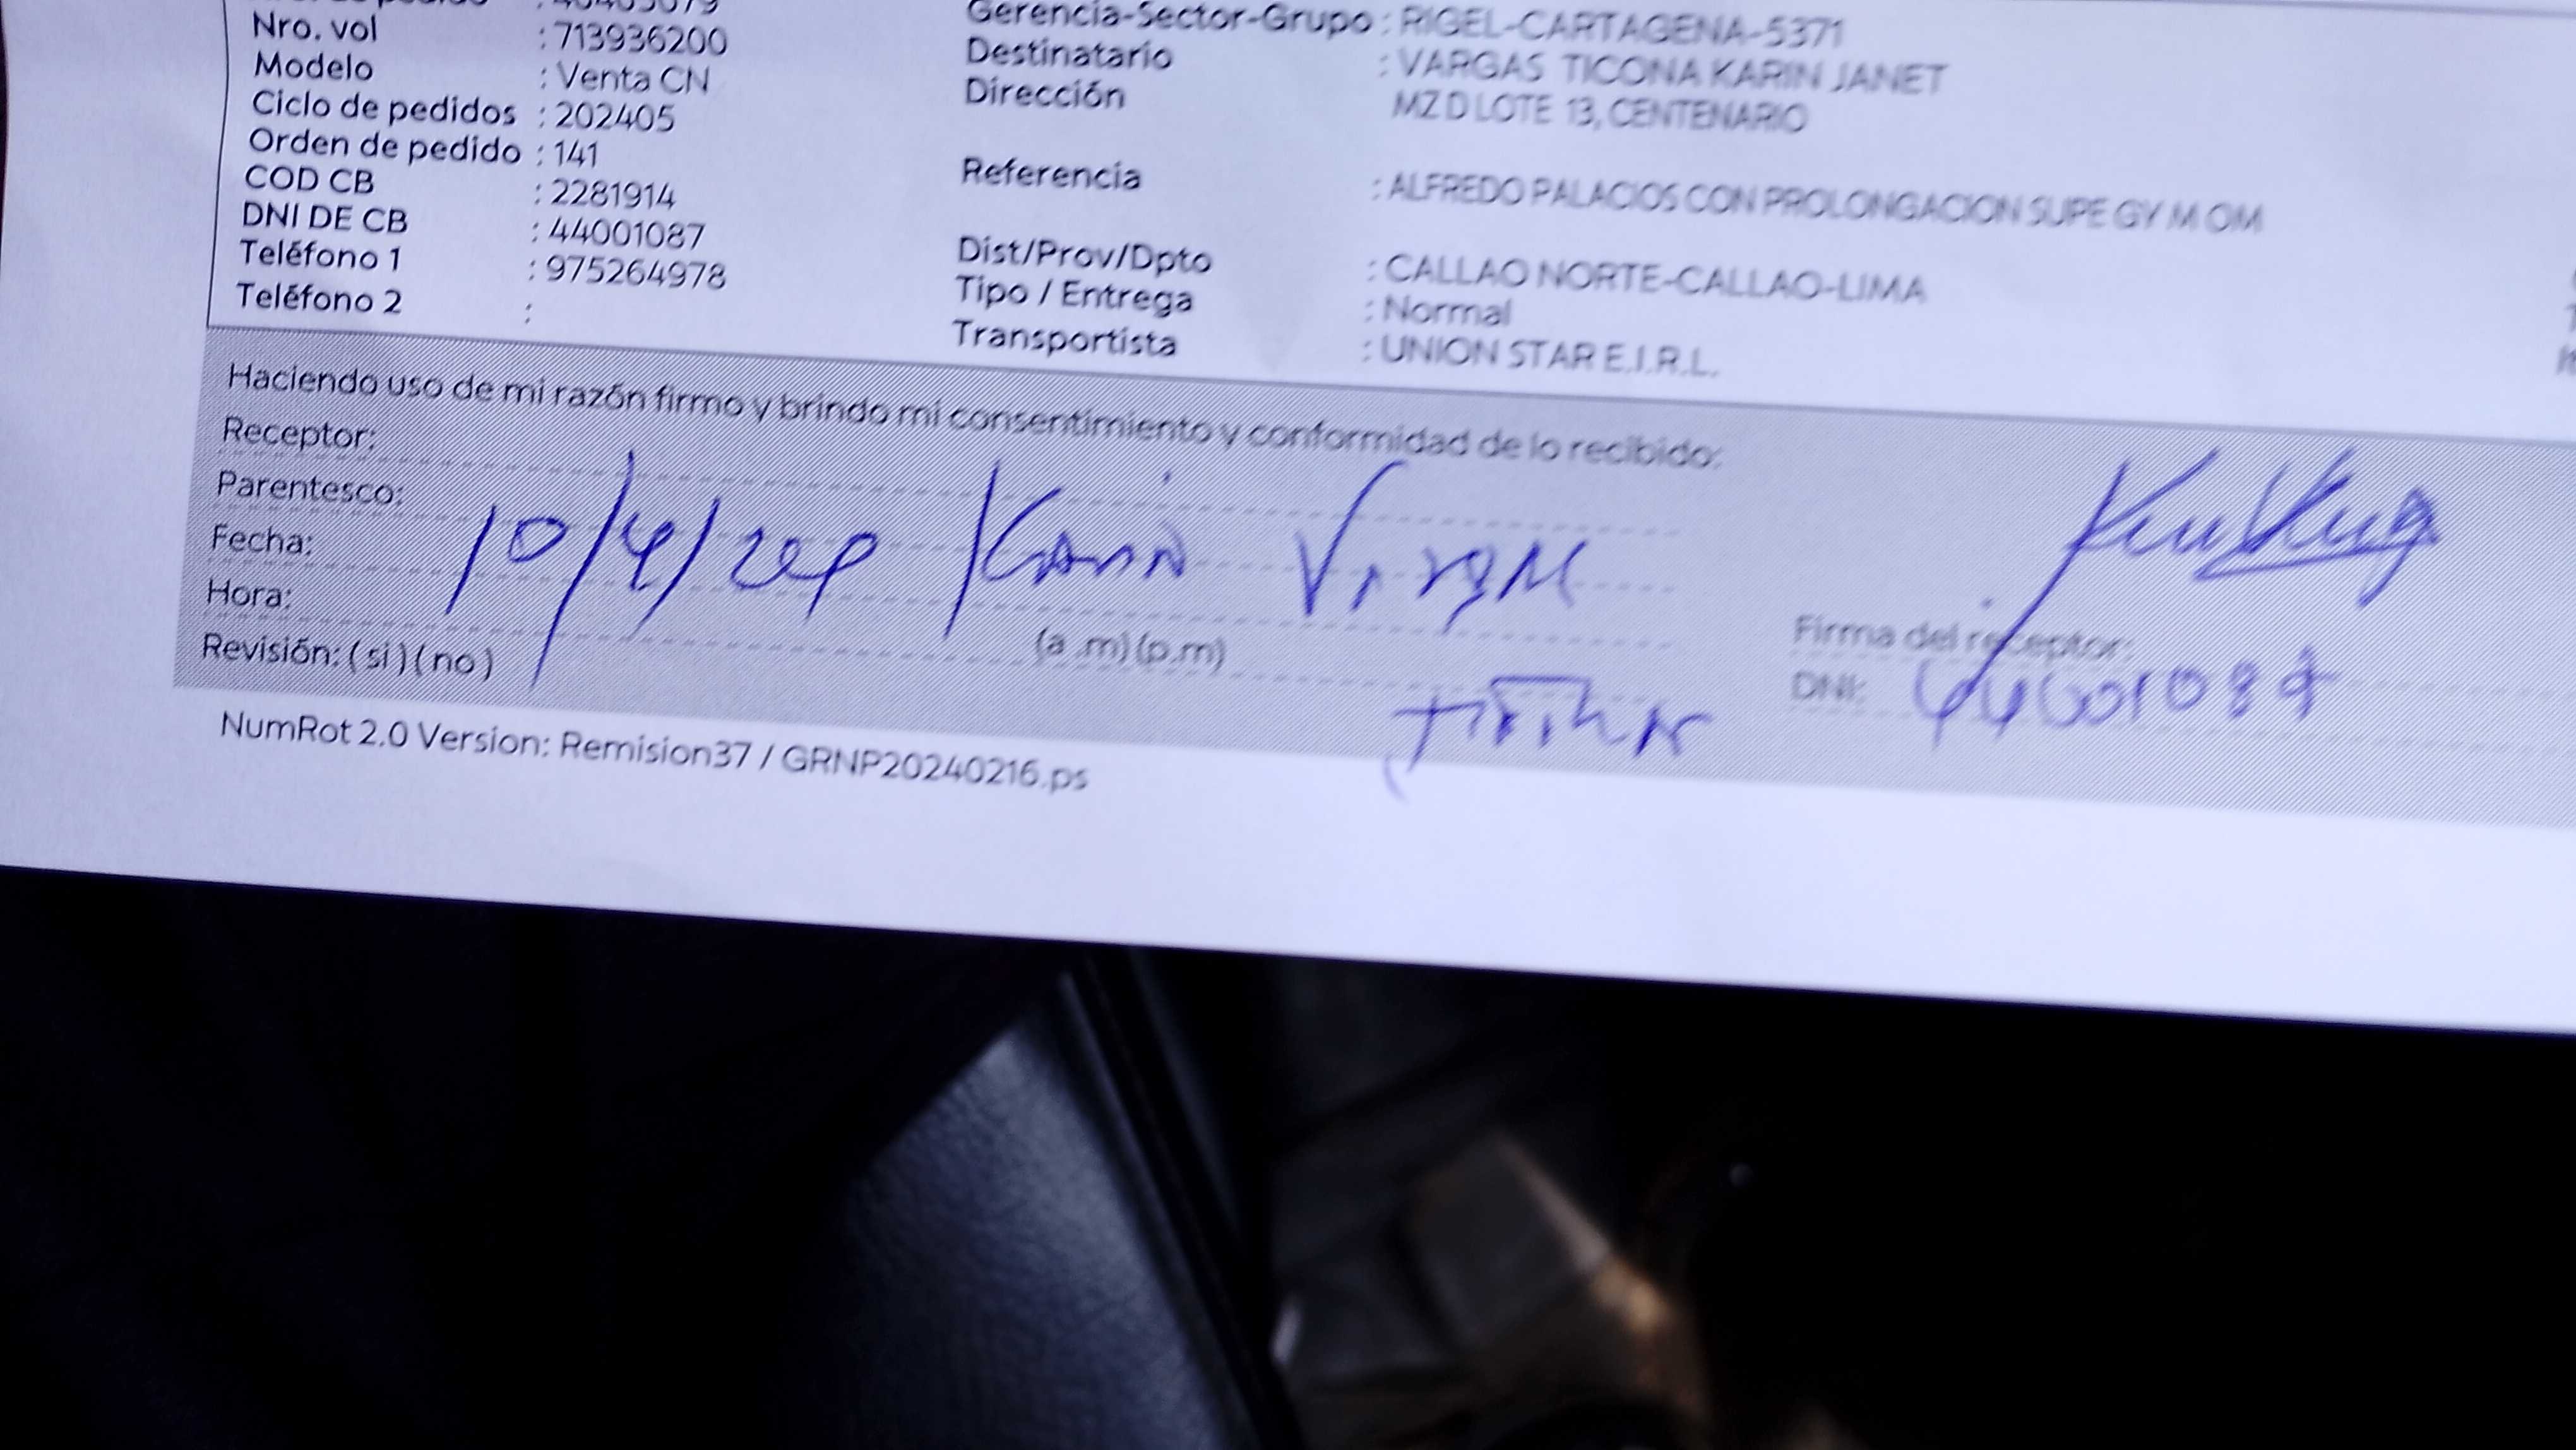 Nro. vol : 713936200
Modelo : Venta CN
Ciclo de pedidos : 202405
Orden de pedido : 141
COD CB : 2281914
DNI DE CB : 44001087
Teléfono 1 : 975264978
Teléfono 2 :
Gerencia-Sector-Grupo : RIGEL-CARTAGENA-5371
Destinatario : VARGAS TICONA KARIN JANET
Dirección MZ D LOTE 13, CENTENARIO
Referencia : ALFREDO PALACIOS CON PROLONGACION SUPE GY M OM
Dist/Prov/Dpto : CALLAO NORTE-CALLAO-LIMA
Tipo / Entrega : Normal
Transportista : UNION STAR E.I.R.L.
Haciendo uso de mi razón firmo y brindo mi consentimiento y conformidad de lo recibido:
Receptor:
Parentesco:
Fecha:
10/4/24 Karin Vargas
Hora: (a .m) (p.m)
Revisión: ( si ) ( no )
Titular
Firma del receptor:
DNI: 44001087
NumRot 2.0 Version: Remision37 / GRNP20240216.ps